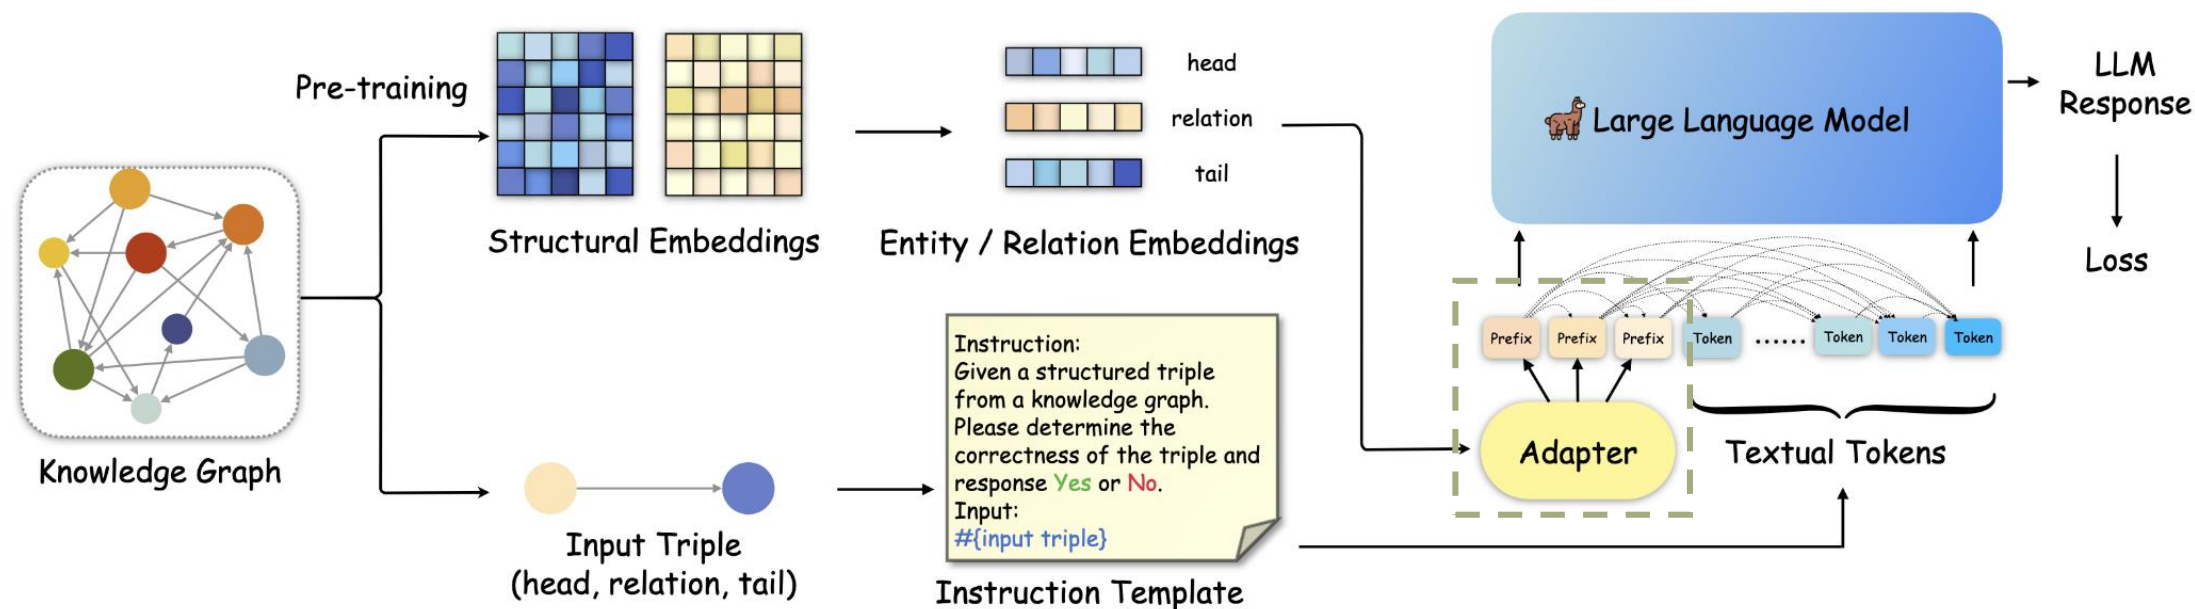 Knowledge Graph
Pre-training
Structural Embeddings
head
relation
tail
Entity / Relation Embeddings
Input Triple
(head, relation, tail)
Instruction:
Given a structured triple
from a knowledge graph.
Please determine the
correctness of the triple and
response Yes or No.
Input:
#{input triple}
Instruction Template
Large Language Model
LLM
Response
Loss
Prefix Prefix Prefix Token ...... Token Token Token
Adapter
Textual Tokens